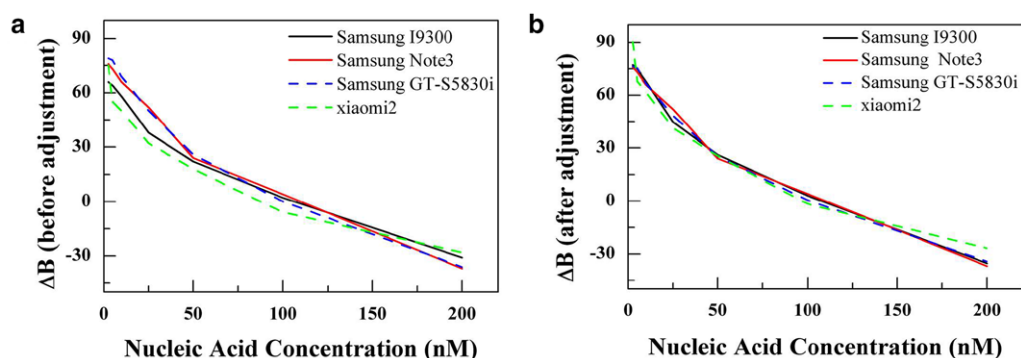 a
ΔB (before adjustment)
90
60
30
0
-30
0
50
100
150
200
Nucleic Acid Concentration (nM)
Samsung I9300
Samsung Note3
Samsung GT-S5830i
xiaomi2
b
ΔB (after adjustment)
90
60
30
0
-30
0
50
100
150
200
Nucleic Acid Concentration (nM)
Samsung I9300
Samsung Note3
Samsung GT-S5830i
xiaomi2